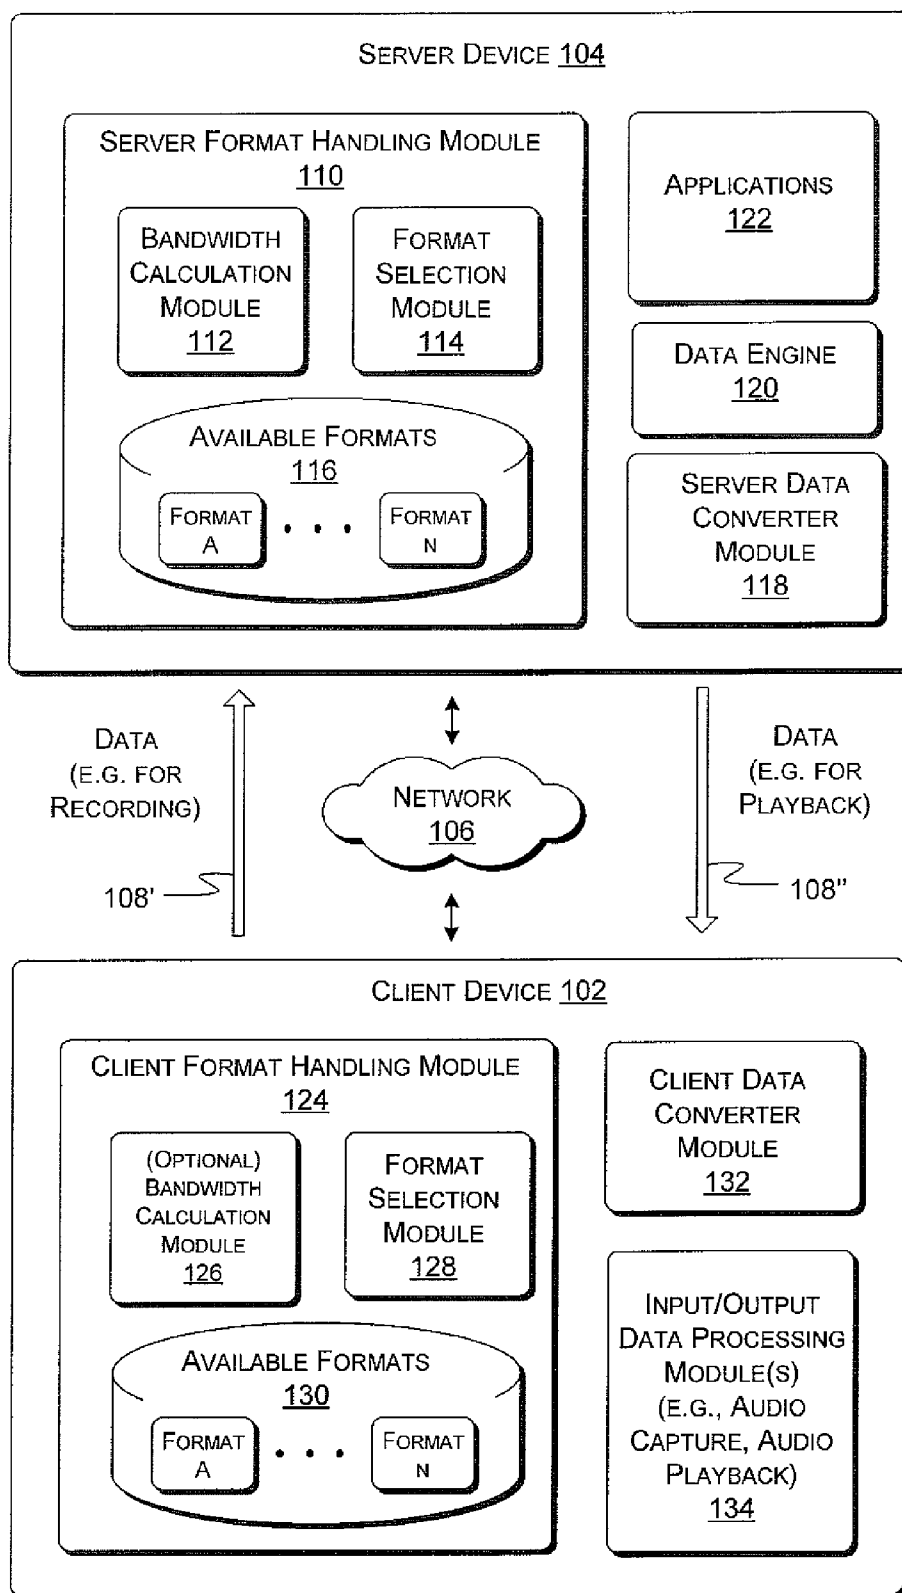 SERVER DEVICE 104
SERVER FORMAT HANDLING MODULE
110
BANDWIDTH
CALCULATION
MODULE
112
FORMAT
SELECTION
MODULE
114
AVAILABLE FORMATS
116
FORMAT
A
• • •
FORMAT
N
APPLICATIONS
122
DATA ENGINE
120
SERVER DATA
CONVERTER
MODULE
118
DATA
(E.G. FOR
RECORDING)
108'
NETWORK
106
DATA
(E.G. FOR
PLAYBACK)
108"
CLIENT DEVICE 102
CLIENT FORMAT HANDLING MODULE
124
(OPTIONAL)
BANDWIDTH
CALCULATION
MODULE
126
FORMAT
SELECTION
MODULE
128
AVAILABLE FORMATS
130
FORMAT
A
• • •
FORMAT
N
CLIENT DATA
CONVERTER
MODULE
132
INPUT/OUTPUT
DATA PROCESSING
MODULE(S)
(E.G., AUDIO
CAPTURE, AUDIO
PLAYBACK)
134